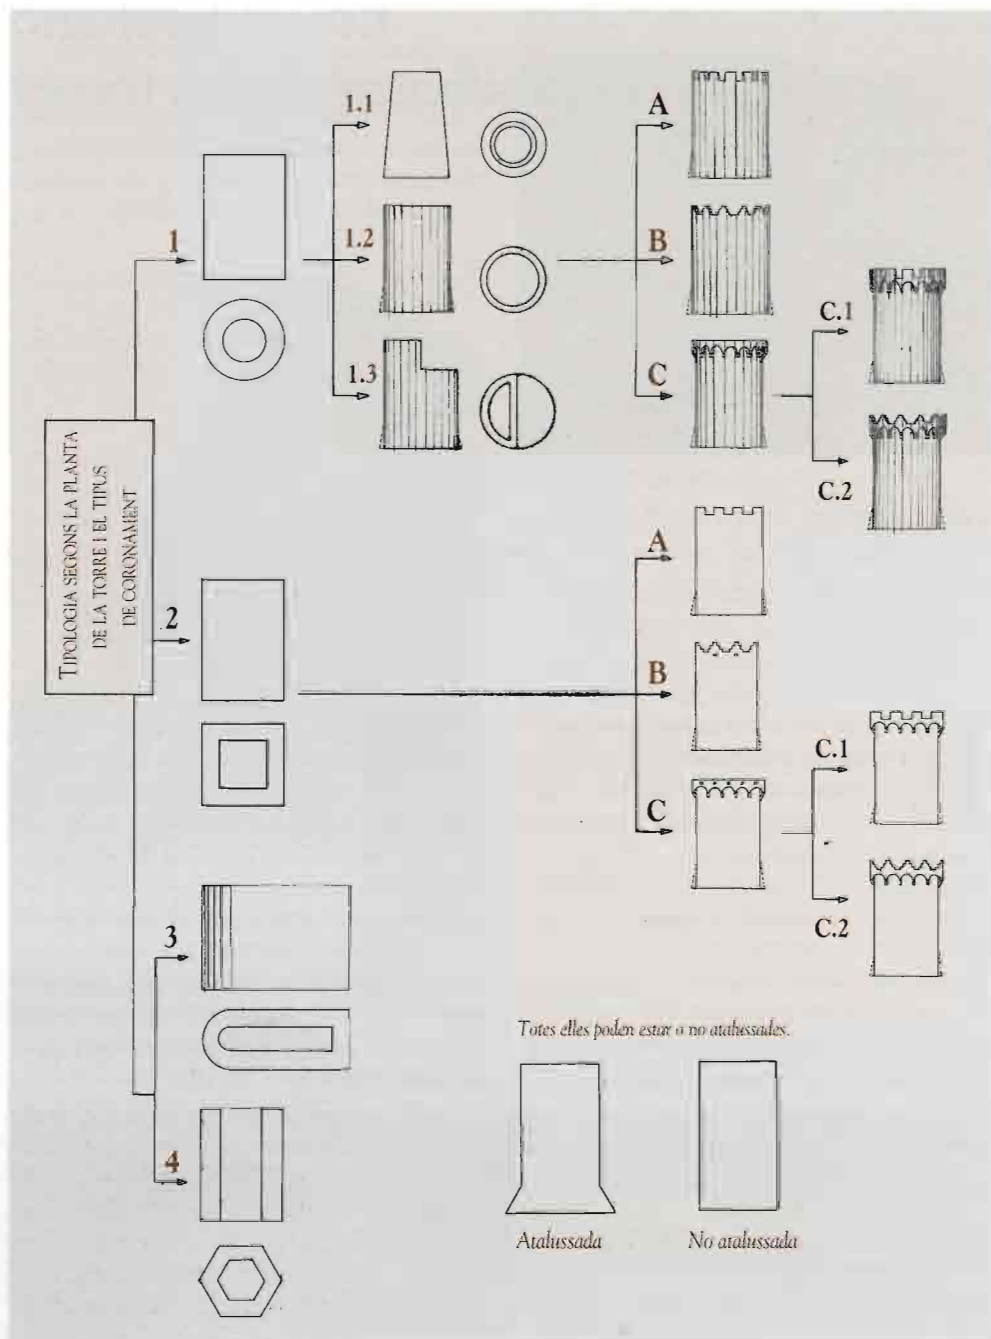 TIPOLOGIA SEGONS LA PLANTA
DE LA TORRE I EL TIPUS
DE CORONAMENT
1
1.1
1.2
1.3
A
B
C
C.1
C.2
2
A
B
C
C.1
C.2
3
4
Totes elles poden estar o no atalussades.
Atalussada
No atalussada